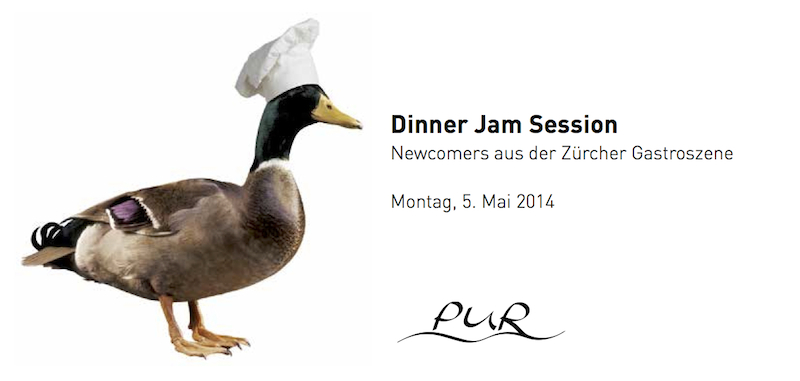 Dinner Jam Session
Newcomers aus der Zürcher Gastroszene
Montag, 5. Mai 2014
PUR